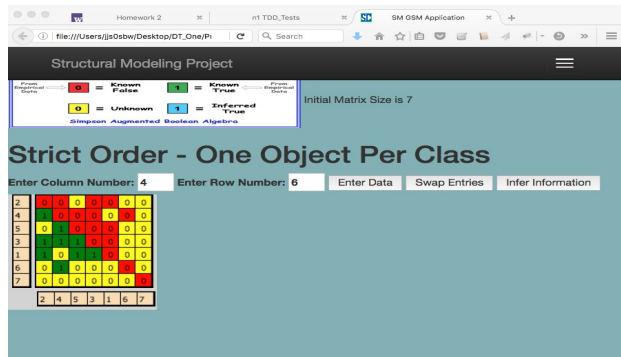 Homework 2 × n1 TDD_Tests × SD SM GSM Application × +
file:///Users/jjs0sbw/Desktop/DT_One/Pr Search
Structural Modeling Project
From Empirical Data 0 = Known False 1 = Known True From Empirical Data
0 = Unknown 1 = Inferred True
Simpson Augmented Boolean Algebra
Initial Matrix Size is 7
Strict Order - One Object Per Class
Enter Column Number: 4 Enter Row Number: 6 Enter Data Swap Entries Infer Information
2 0 0 0 0 0 0 0
4 1 0 0 0 0 0 0
5 0 1 0 0 0 0 0
3 1 1 1 0 0 0 0
1 1 0 1 1 0 0 0
6 0 1 0 0 0 0 0
7 0 0 0 0 0 0 0
2 4 5 3 1 6 7